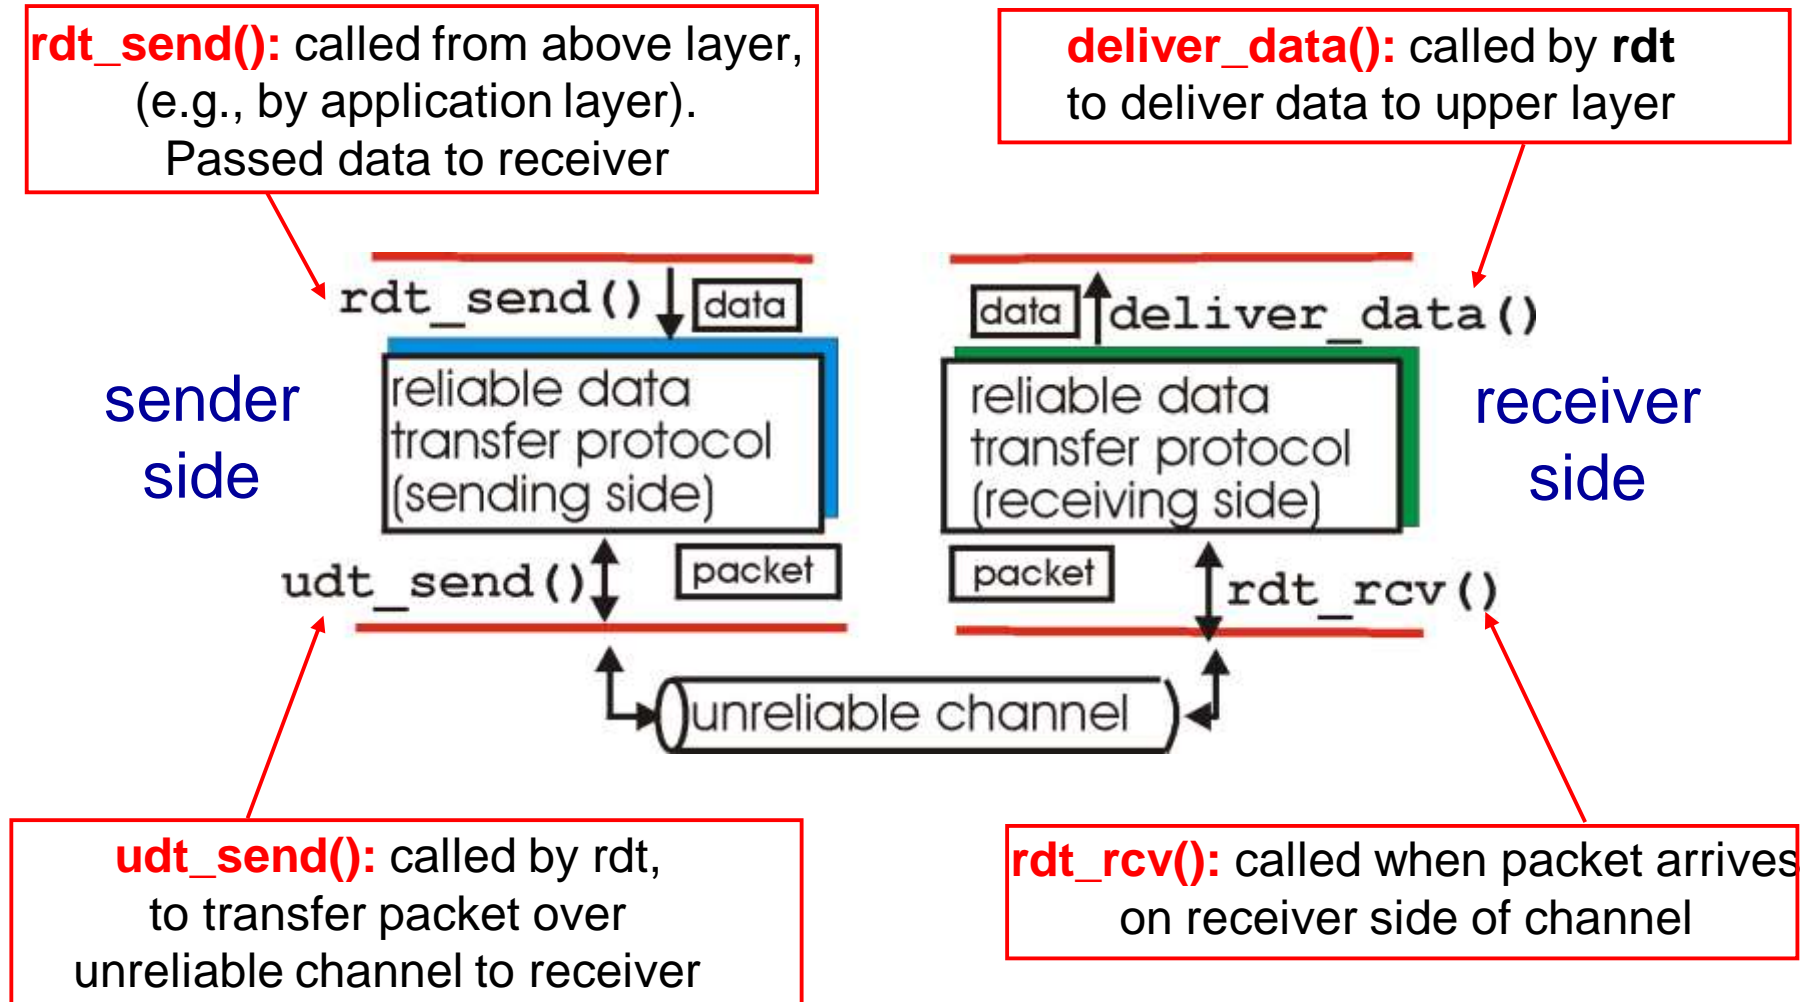 rdt_send(): called from above layer,
(e.g., by application layer).
Passed data to receiver
deliver_data(): called by rdt
to deliver data to upper layer
rdt_send()
data
data
deliver_data()
sender
side
reliable data
transfer protocol
(sending side)
reliable data
transfer protocol
(receiving side)
receiver
side
udt_send()
packet
packet
rdt_rcv()
unreliable channel
udt_send(): called by rdt,
to transfer packet over
unreliable channel to receiver
rdt_rcv(): called when packet arrives
on receiver side of channel